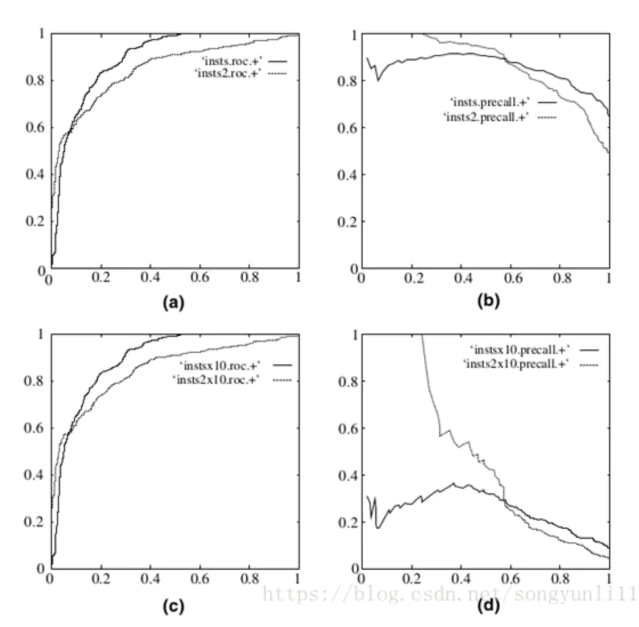 1
0.8
0.6
0.4
0.2
0
0 0.2 0.4 0.6 0.8 1
'insts.roc.+'
'insts2.roc.+'
(a)
1
0.8
0.6
0.4
0.2
0
0 0.2 0.4 0.6 0.8 1
'insts.precall.+'
'insts2.precall.+'
(b)
1
0.8
0.6
0.4
0.2
0
0 0.2 0.4 0.6 0.8 1
'instsx10.roc.+'
'insts2x10.roc.+'
(c)
1
0.8
0.6
0.4
0.2
0
0 0.2 0.4 0.6 0.8 1
'instsx10.precall.+'
'insts2x10.precall.+'
(d)
https://blog.csdn.net/songyunli11